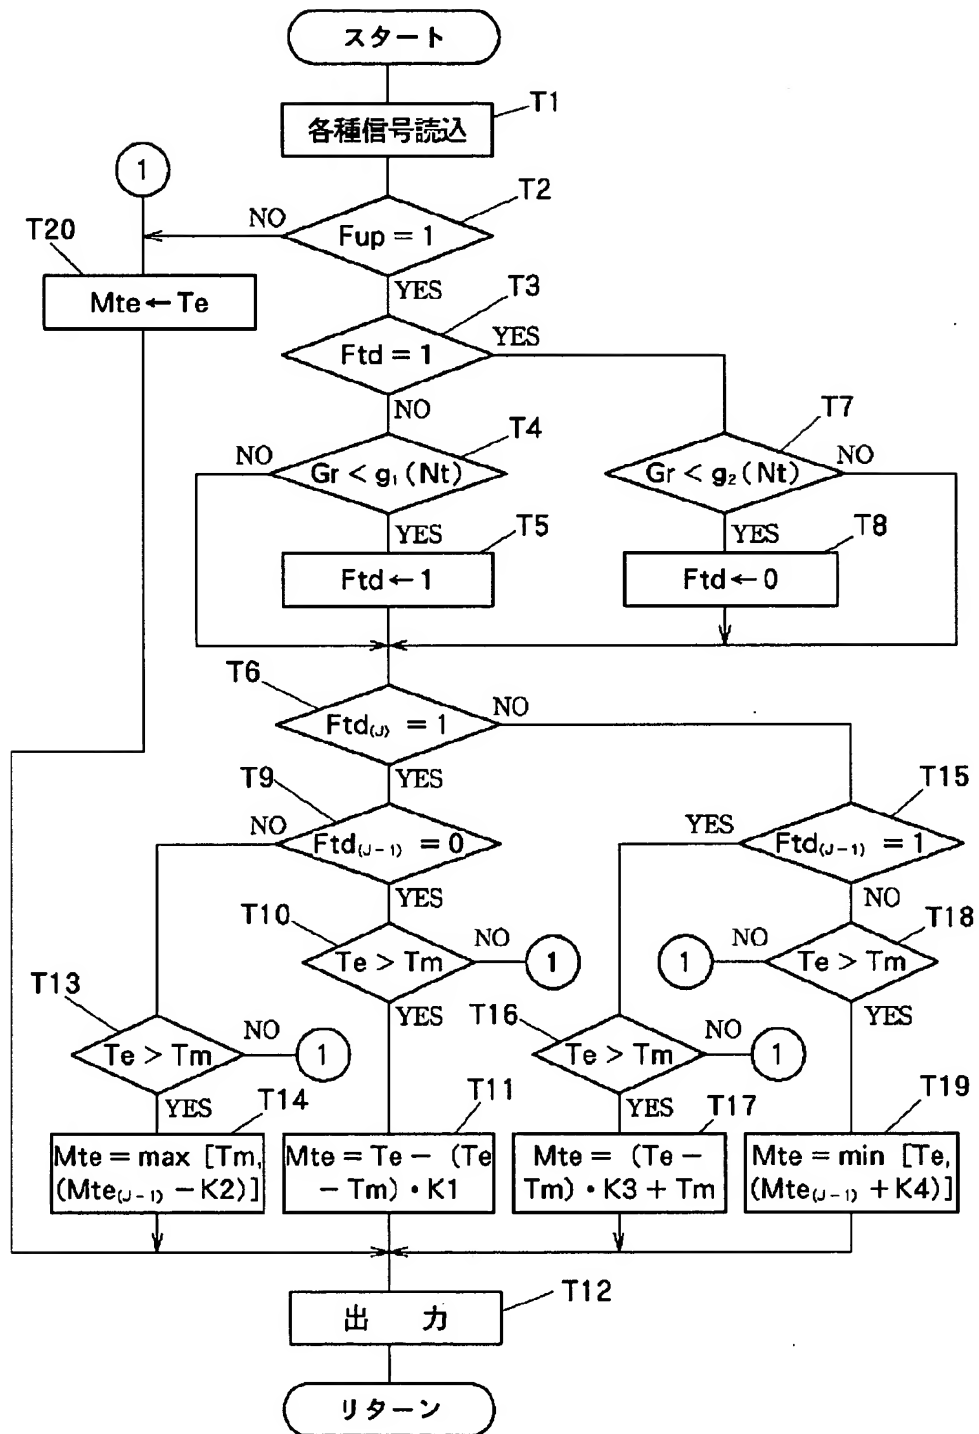 スタート
T1
各種信号読込
1
T2
NO
Fup = 1
T20
YES
Mte ← Te
T3
YES
Ftd = 1
NO
T4
T7
NO
Gr < g₁ (Nt)
Gr < g₂ (Nt)
NO
YES
T5
YES
T8
Ftd ← 1
Ftd ← 0
T6
NO
Ftd(J) = 1
YES
T9
T15
NO
YES
Ftd(J-1) = 0
Ftd(J-1) = 1
YES
NO
T10
T18
NO
NO
Te > Tm
1
1
Te > Tm
T13
YES
T16
YES
NO
NO
Te > Tm
1
Te > Tm
1
YES
T14
T11
YES
T17
T19
Mte = max [Tm,
(Mte(J-1) − K2)]
Mte = Te − (Te
− Tm) · K1
Mte = (Te −
Tm) · K3 + Tm
Mte = min [Te,
(Mte(J-1) + K4)]
T12
出 力
リターン